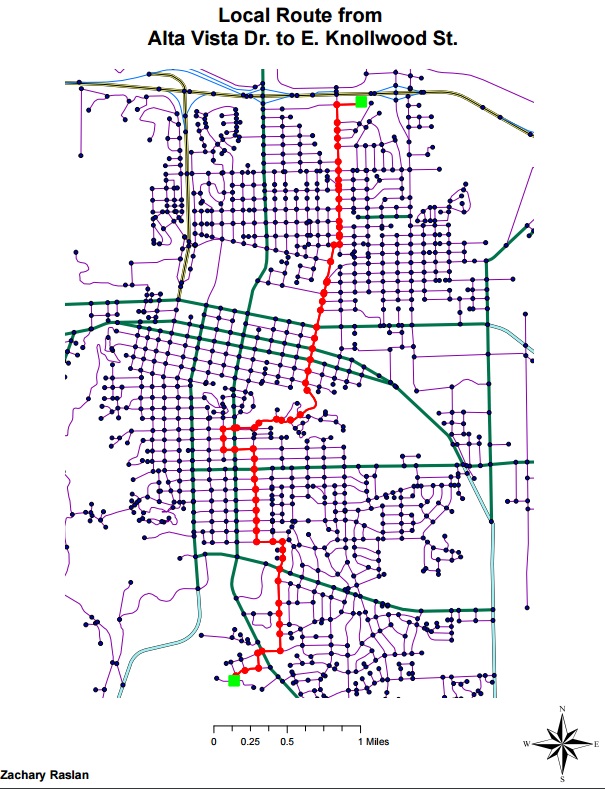 Local Route from
Alta Vista Dr. to E. Knollwood St.
0 0.25 0.5 1 Miles
N
W E
S
Zachary Raslan